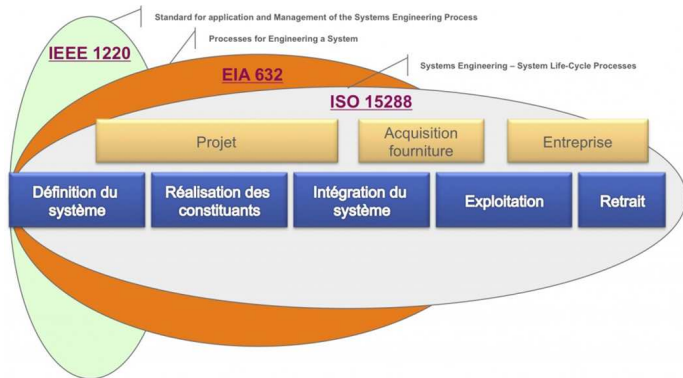 Standard for application and Management of the Systems Engineering Process
IEEE 1220
Processes for Engineering a System
EIA 632
Systems Engineering – System Life-Cycle Processes
ISO 15288
Projet
Acquisition
fourniture
Entreprise
Définition du
système
Réalisation des
constituants
Intégration du
système
Exploitation
Retrait